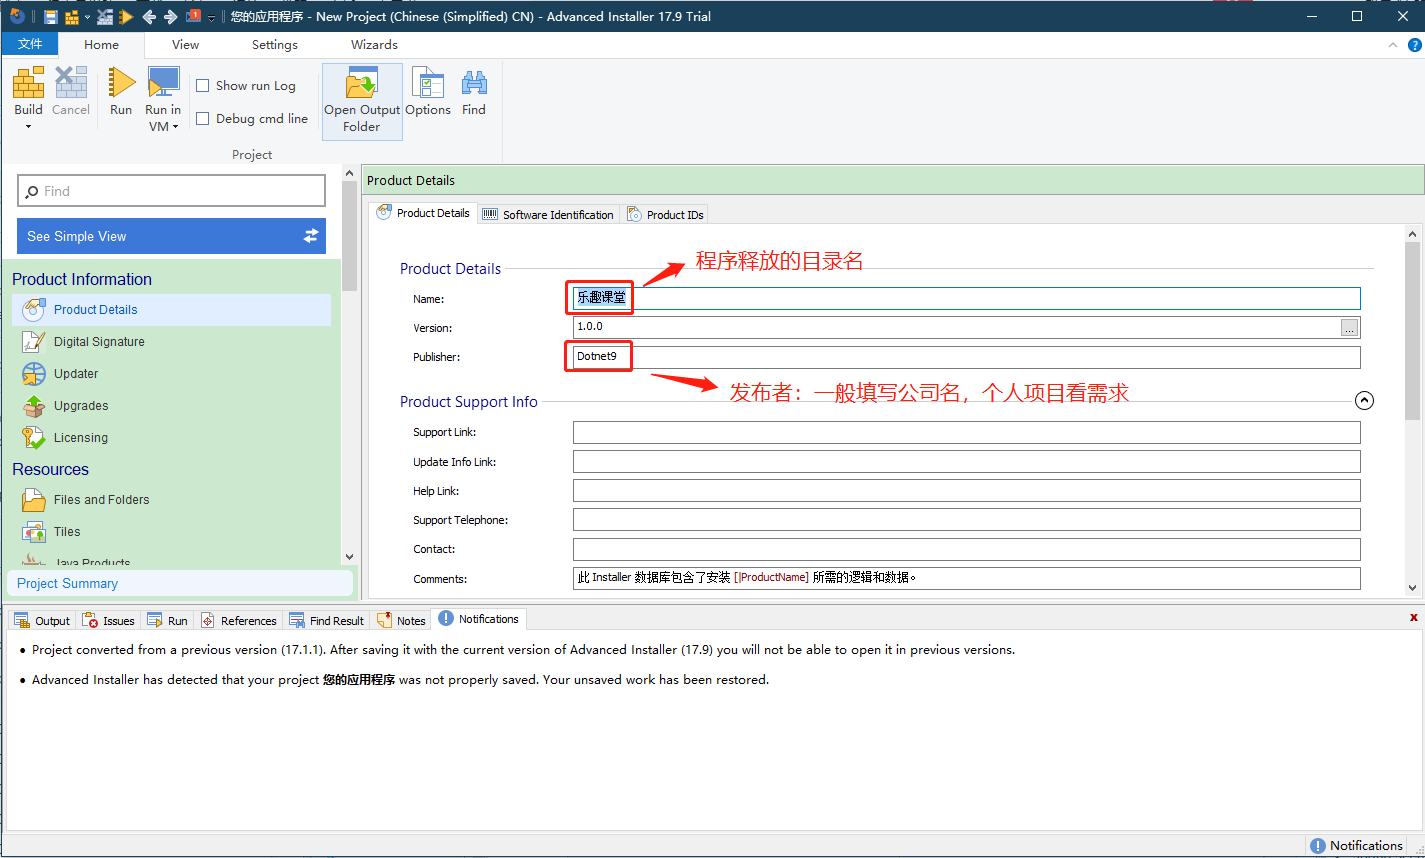 您的应用程序 - New Project (Chinese (Simplified) CN) - Advanced Installer 17.9 Trial
文件
Home
View
Settings
Wizards
Build
Cancel
Run
Run in
VM
Show run Log
Debug cmd line
Open Output
Folder
Options
Find
Project
Find
See Simple View
Product Information
Product Details
Digital Signature
Updater
Upgrades
Licensing
Resources
Files and Folders
Tiles
Java Products
Project Summary
Product Details
Product Details
Software Identification
Product IDs
程序释放的目录名
Product Details
Name:
乐趣课堂
Version:
1.0.0
...
Publisher:
Dotnet9
发布者：一般填写公司名，个人项目看需求
Product Support Info
Support Link:
Update Info Link:
Help Link:
Support Telephone:
Contact:
Comments:
此 Installer 数据库包含了安装 [|ProductName] 所需的逻辑和数据。
Output
Issues
Run
References
Find Result
Notes
Notifications
Project converted from a previous version (17.1.1). After saving it with the current version of Advanced Installer (17.9) you will not be able to open it in previous versions.
Advanced Installer has detected that your project 您的应用程序 was not properly saved. Your unsaved work has been restored.
Notifications